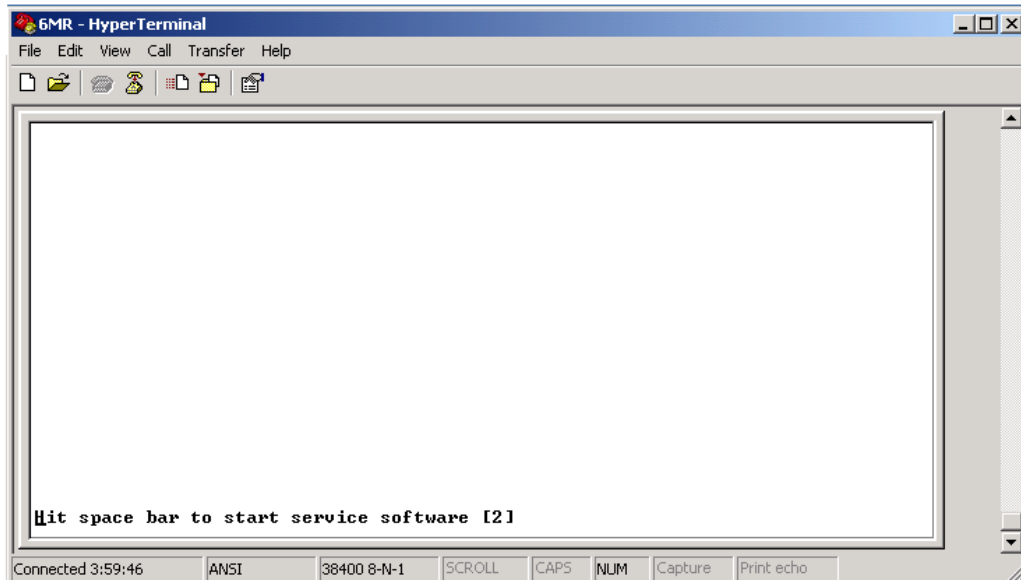 6MR - HyperTerminal
File Edit View Call Transfer Help
Hit space bar to start service software [2]
Connected 3:59:46 ANSI 38400 8-N-1 SCROLL CAPS NUM Capture Print echo